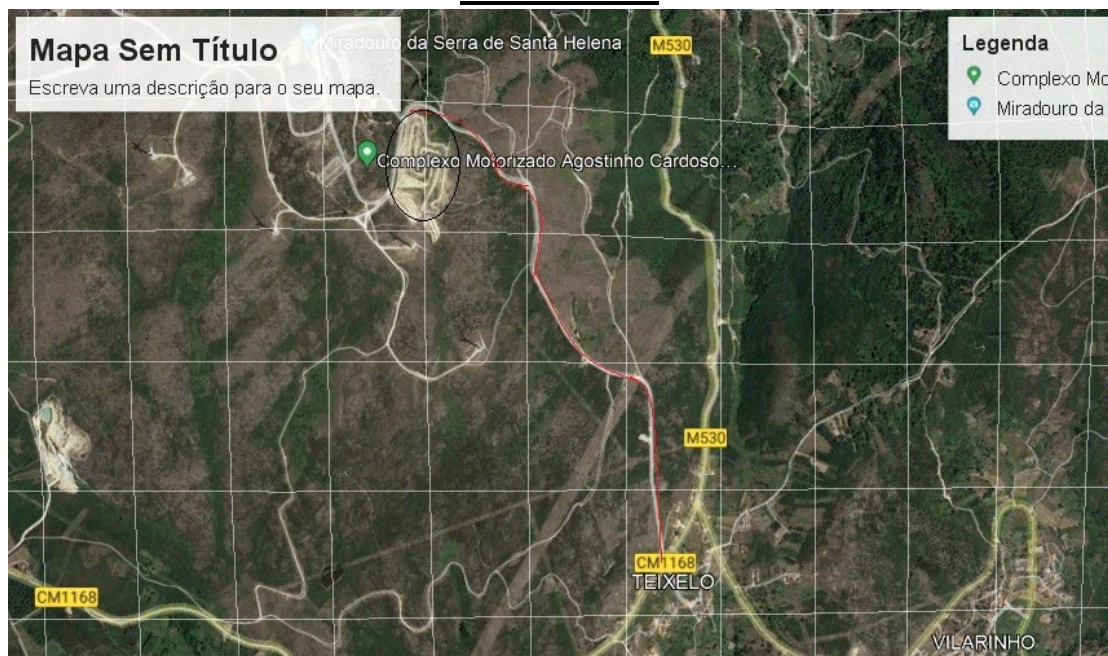 Mapa Sem Título
Escreva uma descrição para o seu mapa.
Miradouro da Serra de Santa Helena
M530
Legenda
Complexo Mo
Miradouro da
Complexo Motorizado Agostinho Cardoso...
M530
CM1168
TEIXELO
CM1168
VILARINHO